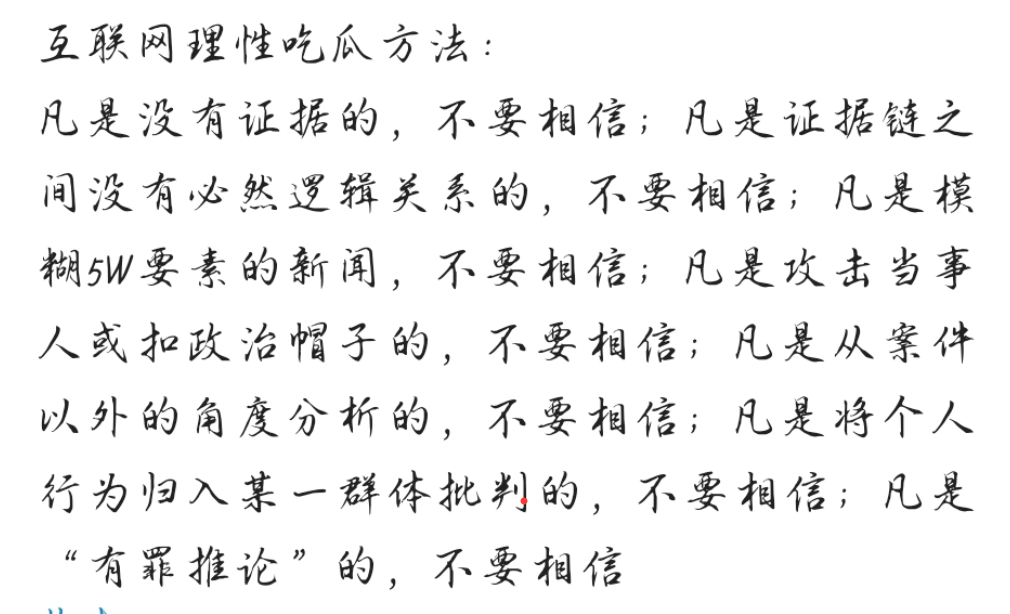 互联网理性吃瓜方法：
凡是没有证据的，不要相信；凡是证据链之
间没有必然逻辑关系的，不要相信；凡是模
糊5W要素的新闻，不要相信；凡是攻击当事
人或扣政治帽子的，不要相信；凡是从案件
以外的角度分析的，不要相信；凡是将个人
行为归入某一群体批判的，不要相信；凡是
“有罪推论”的，不要相信